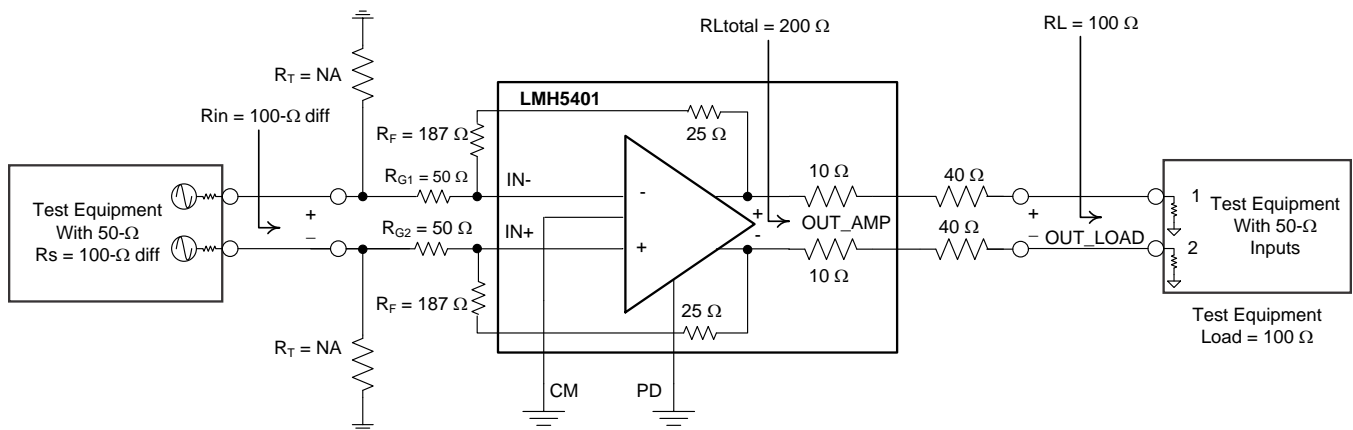 RLtotal = 200 Ω
RL = 100 Ω
R_T = NA
LMH5401
Rin = 100-Ω diff
R_F = 187 Ω
25 Ω
R_G1 = 50 Ω
IN-
10 Ω
40 Ω
Test Equipment
With 50-Ω
Rs = 100-Ω diff
+
–
-
+
+
-
OUT_AMP
+
–
OUT_LOAD
1
2
Test Equipment
With 50-Ω
Inputs
R_G2 = 50 Ω
IN+
40 Ω
10 Ω
R_F = 187 Ω
25 Ω
Test Equipment
Load = 100 Ω
R_T = NA
CM
PD